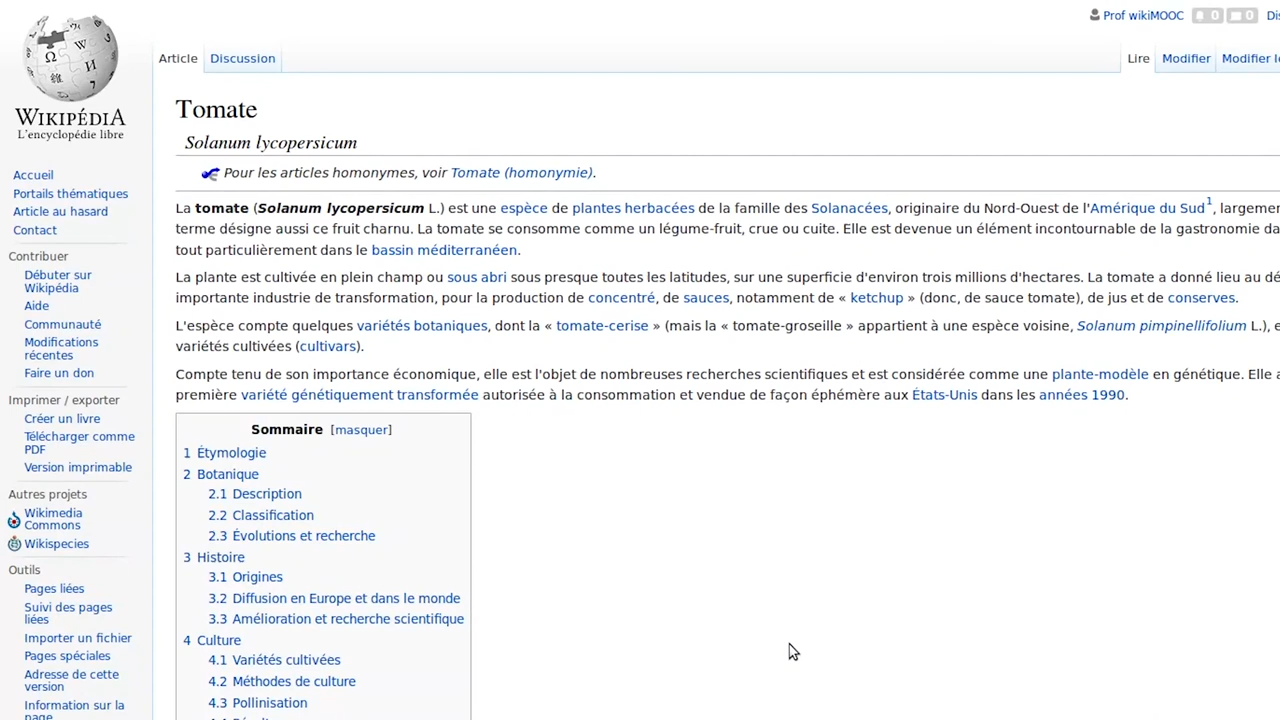 Prof wikiMOOC 0 0
Article Discussion Lire Modifier Modifier
WIKIPÉDIA
L'encyclopédie libre
Accueil
Portails thématiques
Article au hasard
Contact
Contribuer
Débuter sur
Wikipédia
Aide
Communauté
Modifications
récentes
Faire un don
Imprimer / exporter
Créer un livre
Télécharger comme
PDF
Version imprimable
Autres projets
Wikimedia
Commons
Wikispecies
Outils
Pages liées
Suivi des pages
liées
Importer un fichier
Pages spéciales
Adresse de cette
version
Information sur la
page
Tomate
Solanum lycopersicum
Pour les articles homonymes, voir Tomate (homonymie).
La tomate (Solanum lycopersicum L.) est une espèce de plantes herbacées de la famille des Solanacées, originaire du Nord-Ouest de l'Amérique du Sud1,
terme désigne aussi ce fruit charnu. La tomate se consomme comme un légume-fruit, crue ou cuite. Elle est devenue un élément incontournable de la gastronomie
tout particulièrement dans le bassin méditerranéen.
La plante est cultivée en plein champ ou sous abri sous presque toutes les latitudes, sur une superficie d'environ trois millions d'hectares. La tomate a donné lieu au
importante industrie de transformation, pour la production de concentré, de sauces, notamment de « ketchup » (donc, de sauce tomate), de jus et de conserves.
L'espèce compte quelques variétés botaniques, dont la « tomate-cerise » (mais la « tomate-groseille » appartient à une espèce voisine, Solanum pimpinellifolium L.),
variétés cultivées (cultivars).
Compte tenu de son importance économique, elle est l'objet de nombreuses recherches scientifiques et est considérée comme une plante-modèle en génétique. Elle
première variété génétiquement transformée autorisée à la consommation et vendue de façon éphémère aux États-Unis dans les années 1990.
Sommaire [masquer]
1 Étymologie
2 Botanique
2.1 Description
2.2 Classification
2.3 Évolutions et recherche
3 Histoire
3.1 Origines
3.2 Diffusion en Europe et dans le monde
3.3 Amélioration et recherche scientifique
4 Culture
4.1 Variétés cultivées
4.2 Méthodes de culture
4.3 Pollinisation